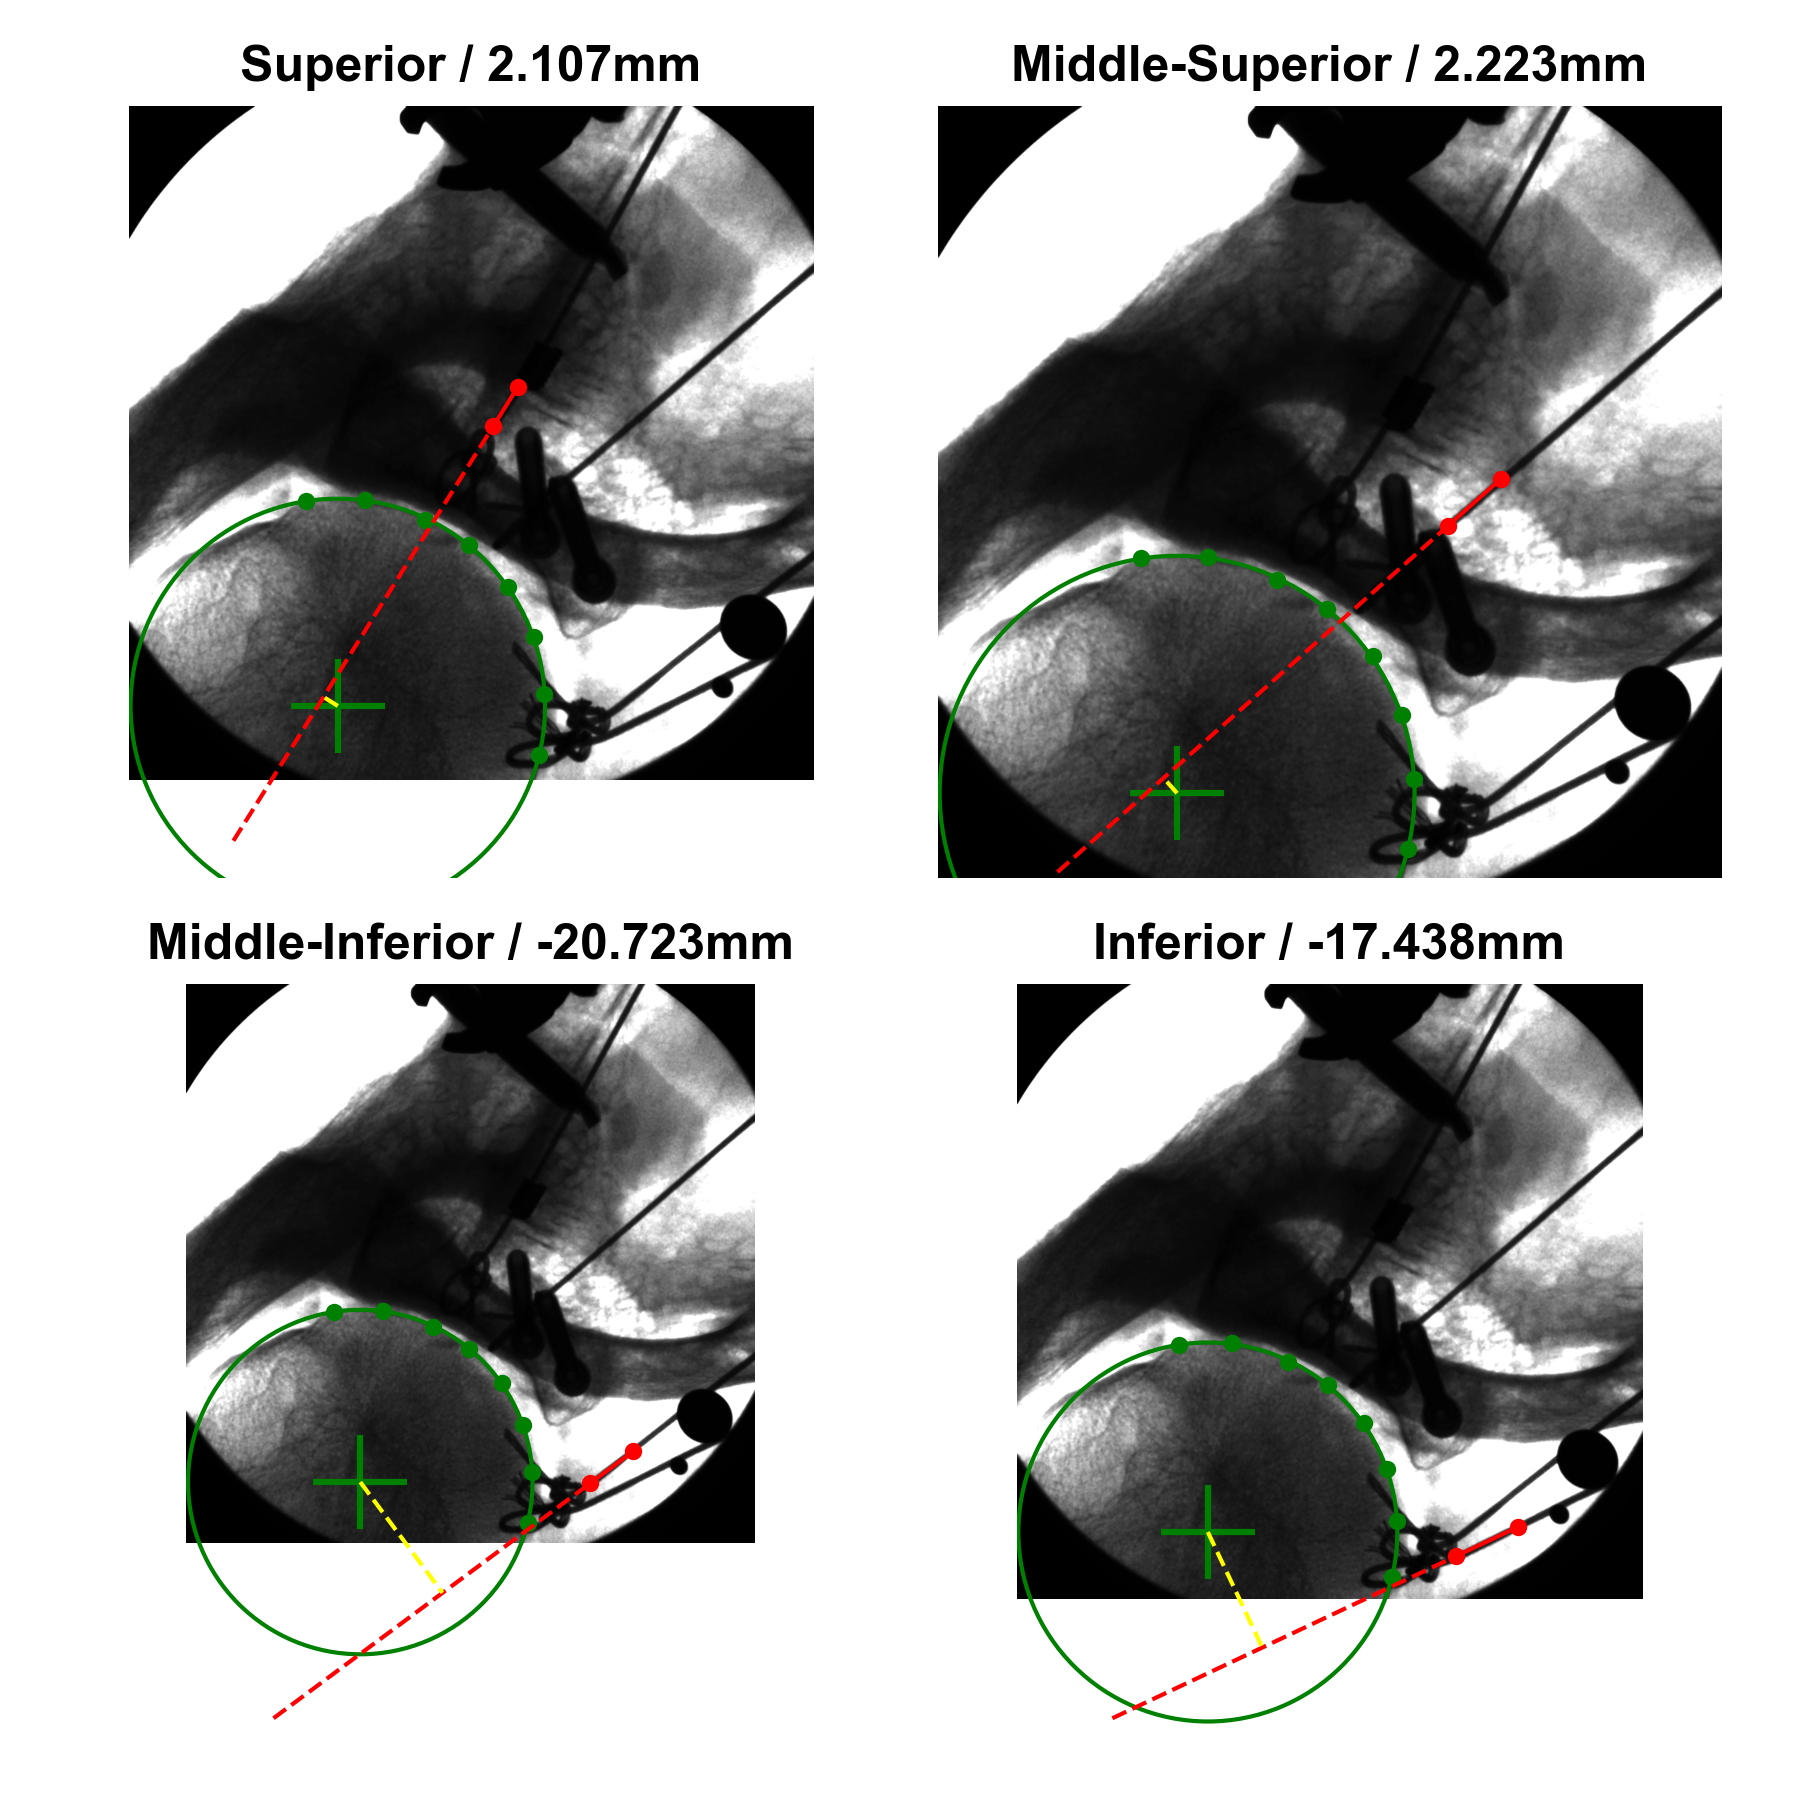 Superior / 2.107mm
Middle-Superior / 2.223mm
Middle-Inferior / -20.723mm
Inferior / -17.438mm